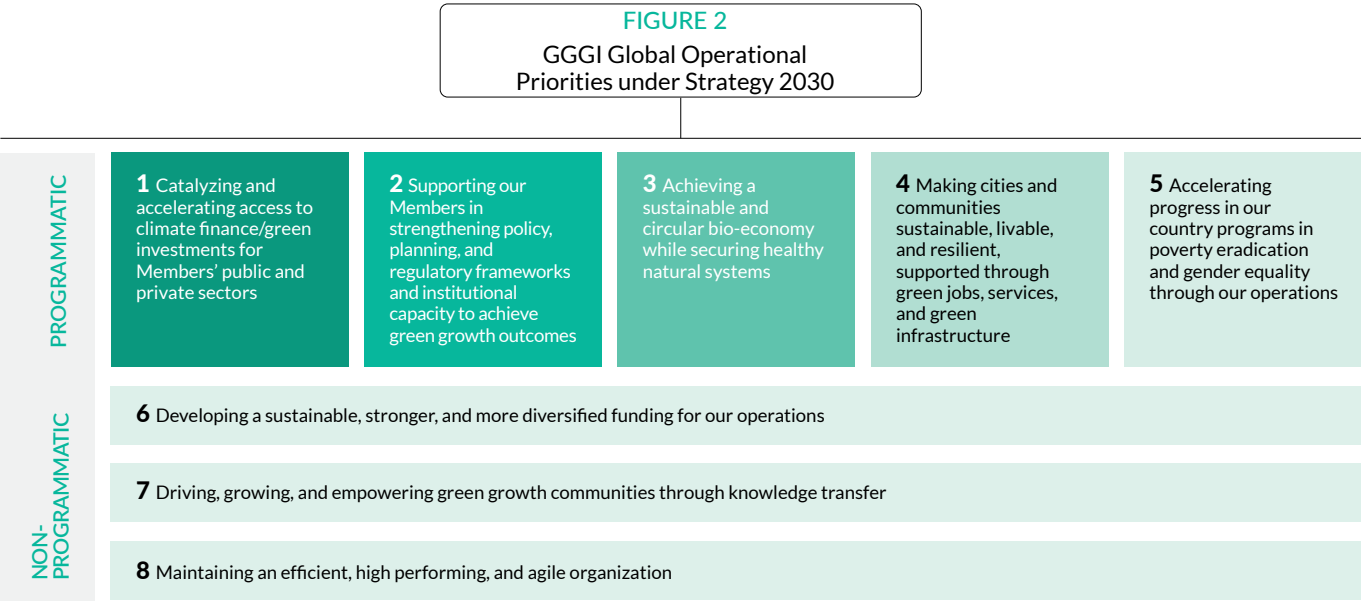 FIGURE 2
GGGI Global Operational
Priorities under Strategy 2030
PROGRAMMATIC
1 Catalyzing and
accelerating access to
climate finance/green
investments for
Members’ public and
private sectors
2 Supporting our
Members in
strengthening policy,
planning, and
regulatory frameworks
and institutional
capacity to achieve
green growth outcomes
3 Achieving a
sustainable and
circular bio-economy
while securing healthy
natural systems
4 Making cities and
communities
sustainable, livable,
and resilient,
supported through
green jobs, services,
and green
infrastructure
5 Accelerating
progress in our
country programs in
poverty eradication
and gender equality
through our operations
NON-
PROGRAMMATIC
6 Developing a sustainable, stronger, and more diversified funding for our operations
7 Driving, growing, and empowering green growth communities through knowledge transfer
8 Maintaining an efficient, high performing, and agile organization